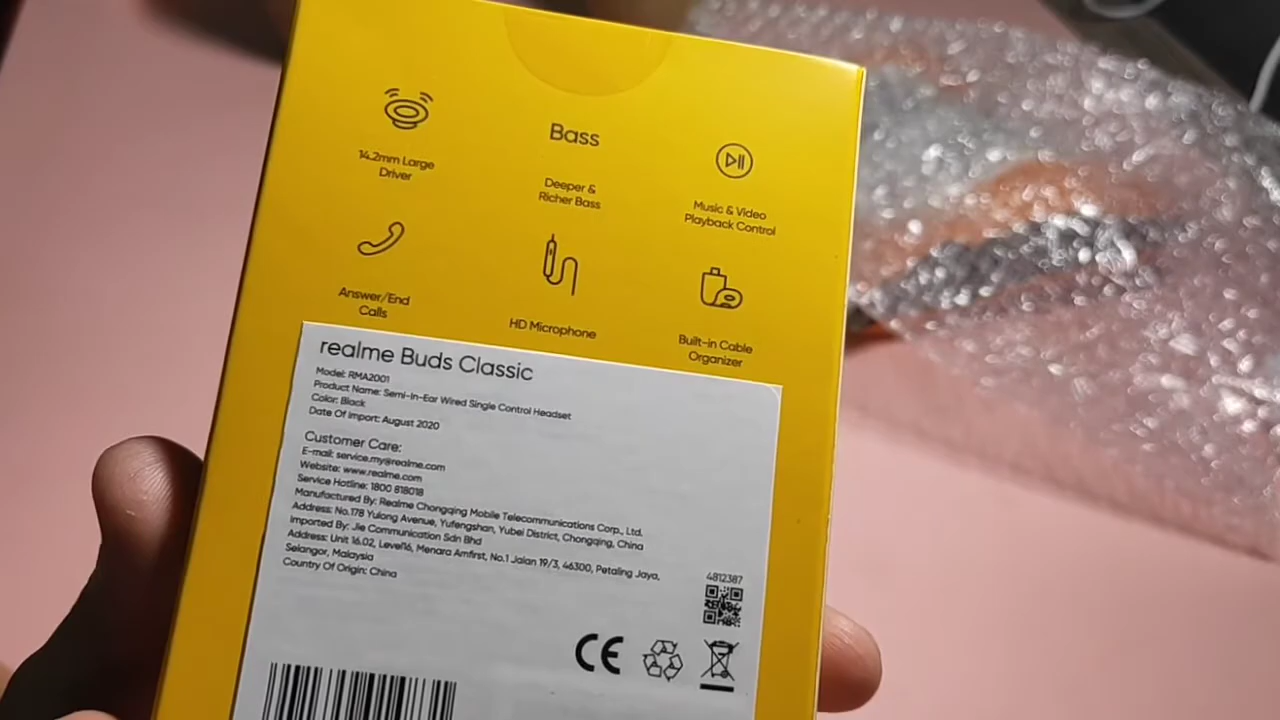 14.2mm Large
Driver
Bass
Deeper &
Richer Bass
Music & Video
Playback Control
Answer/End
Calls
HD Microphone
Built-in Cable
Organizer
realme Buds Classic
Model: RMA2001
Product Name: Semi-In-Ear Wired Single Control Headset
Color: Black
Date Of Import: August 2020
Customer Care:
E-mail: service.my@realme.com
Website: www.realme.com
Service Hotline: 1800 818018
Manufactured By: Realme Chongqing Mobile Telecommunications Corp., Ltd.
Address: No.178 Yulong Avenue, Yufengshan, Yubei District, Chongqing, China
Imported By: Jie Communication Sdn Bhd
Address: Unit 16.02, Level16, Menara Amfirst, No.1 Jalan 19/3, 46300, Petaling Jaya,
Selangor, Malaysia
Country Of Origin: China
4812387
CE